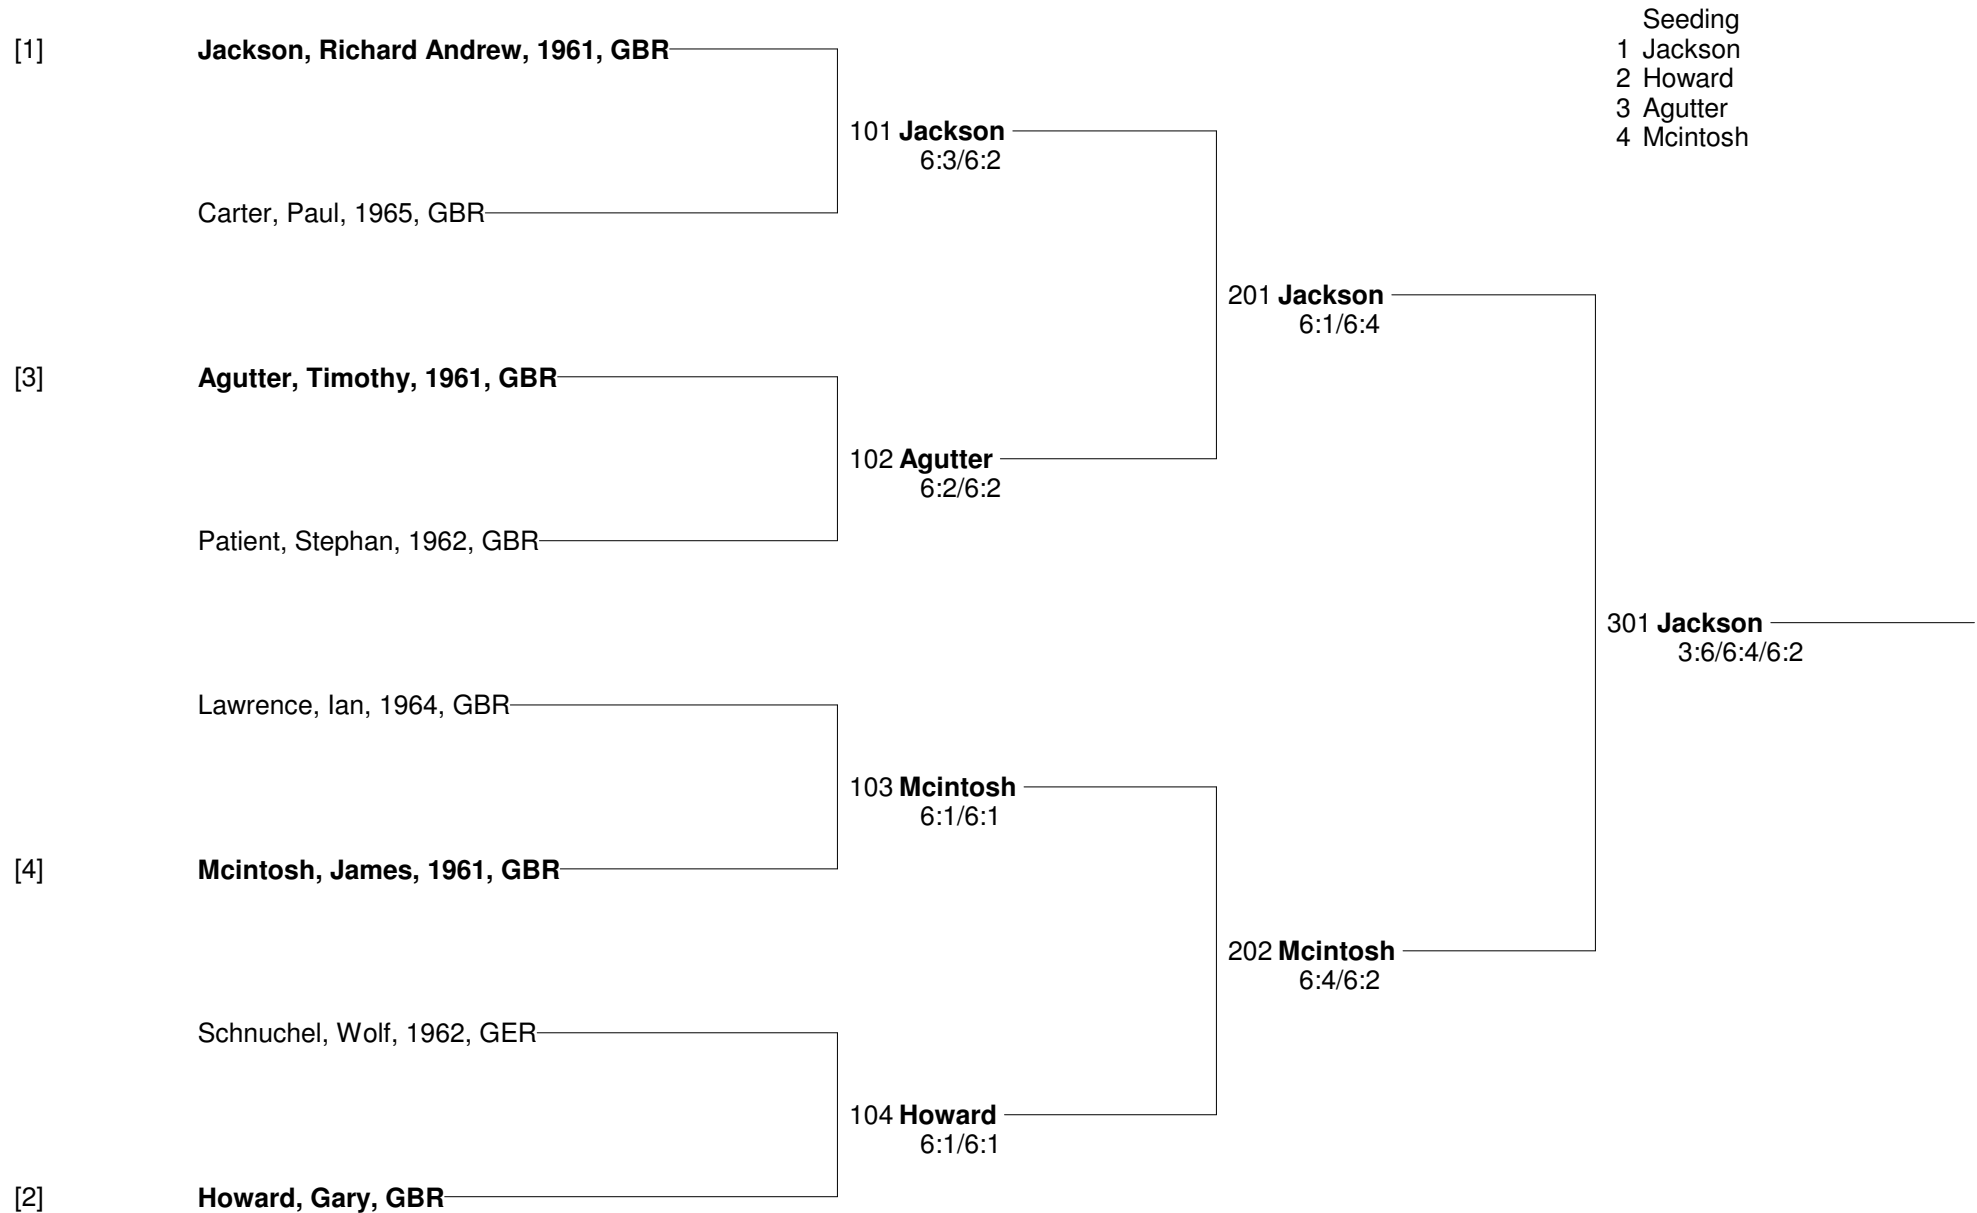 Seeding
1 Jackson
2 Howard
3 Agutter
4 Mcintosh
[1] Jackson, Richard Andrew, 1961, GBR
101 Jackson
6:3/6:2
Carter, Paul, 1965, GBR
201 Jackson
6:1/6:4
[3] Agutter, Timothy, 1961, GBR
102 Agutter
6:2/6:2
Patient, Stephan, 1962, GBR
301 Jackson
3:6/6:4/6:2
Lawrence, Ian, 1964, GBR
103 Mcintosh
6:1/6:1
[4] Mcintosh, James, 1961, GBR
202 Mcintosh
6:4/6:2
Schnuchel, Wolf, 1962, GER
104 Howard
6:1/6:1
[2] Howard, Gary, GBR